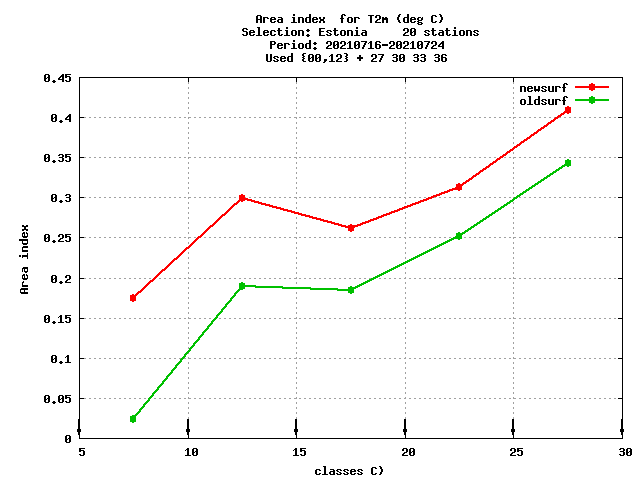 Area index  for T2m (deg C)
Selection: Estonia     20 stations
Period: 20210716-20210724
Used {00,12} + 27 30 33 36
newsurf
oldsurf
0.45
0.4
0.35
0.3
0.25
0.2
0.15
0.1
0.05
0
Area index
5 10 15 20 25 30
classes C)